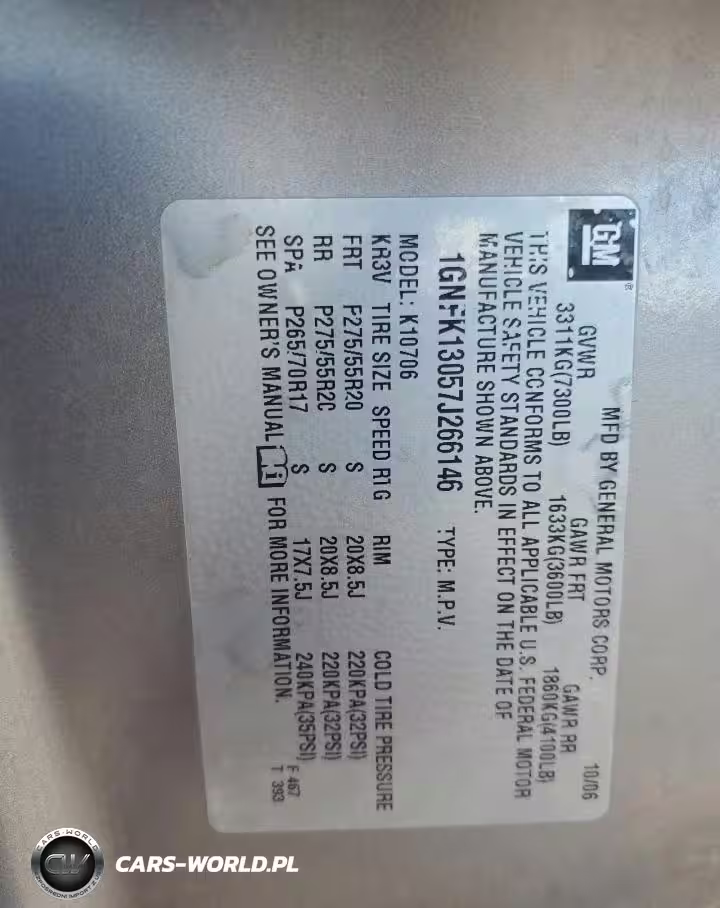 GM
MFD BY GENERAL MOTORS CORP. 10/06
GVWR GAWR FRT GAWR RR
3311KG(7300LB) 1633KG(3600LB) 1860KG(4100LB)
THIS VEHICLE CONFORMS TO ALL APPLICABLE U.S. FEDERAL MOTOR
VEHICLE SAFETY STANDARDS IN EFFECT ON THE DATE OF
MANUFACTURE SHOWN ABOVE.
1GNFK13057J266146 TYPE: M.P.V.
MODEL: K10706
KR3V TIRE SIZE SPEED RTG RIM COLD TIRE PRESSURE
FRT P275/55R20 S 20X8.5J 220KPA(32PSI)
RR P275/55R20 S 20X8.5J 220KPA(32PSI)
SPA P265/70R17 S 17X7.5J 240KPA(35PSI)
SEE OWNER'S MANUAL FOR MORE INFORMATION.
F 467
T 393
CARS-WORLD
CW
CARS-WORLD.PL